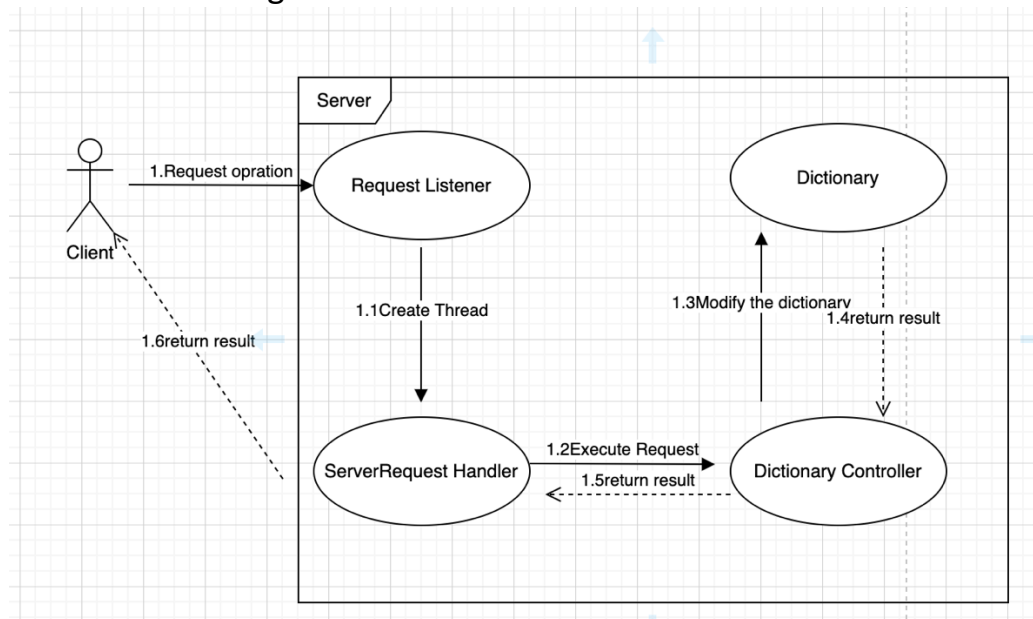 Server
1.Request opration
Request Listener
Dictionary
Client
1.1Create Thread
1.3Modify the dictionary
1.4return result
1.6return result
1.2Execute Request
ServerRequest Handler
Dictionary Controller
1.5return result